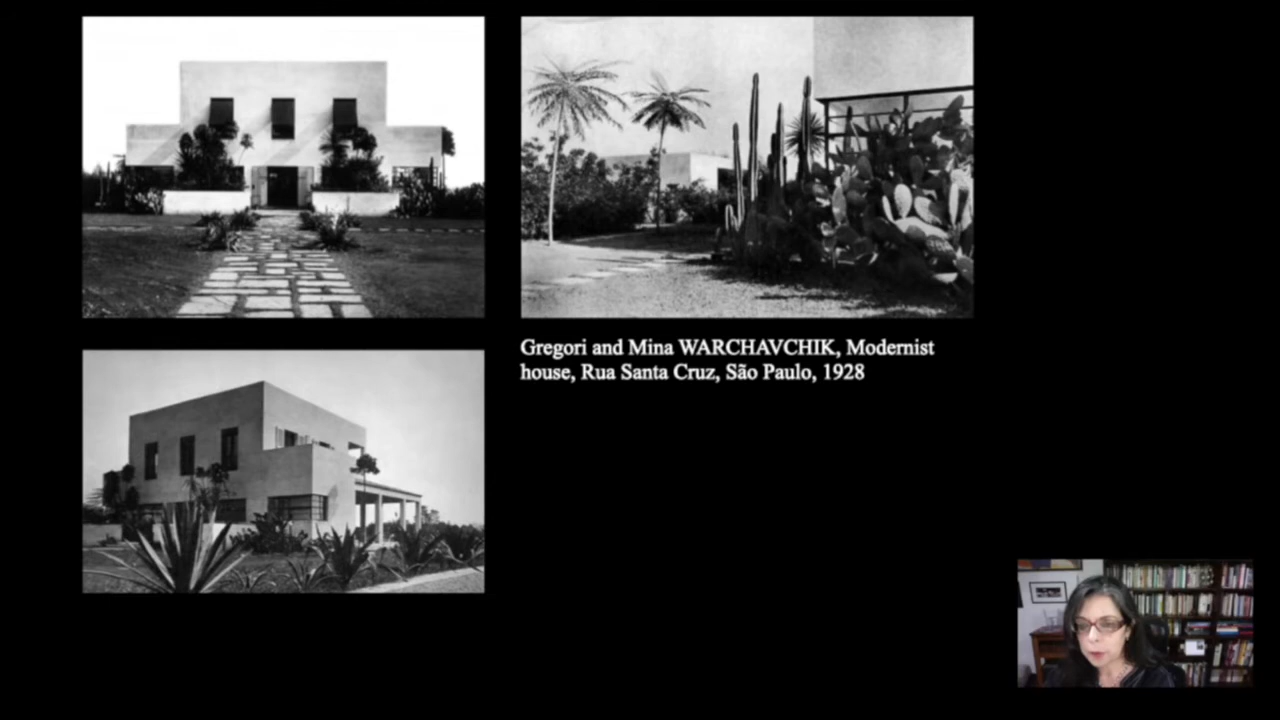 Gregori and Mina WARCHAVCHIK, Modernist
house, Rua Santa Cruz, São Paulo, 1928